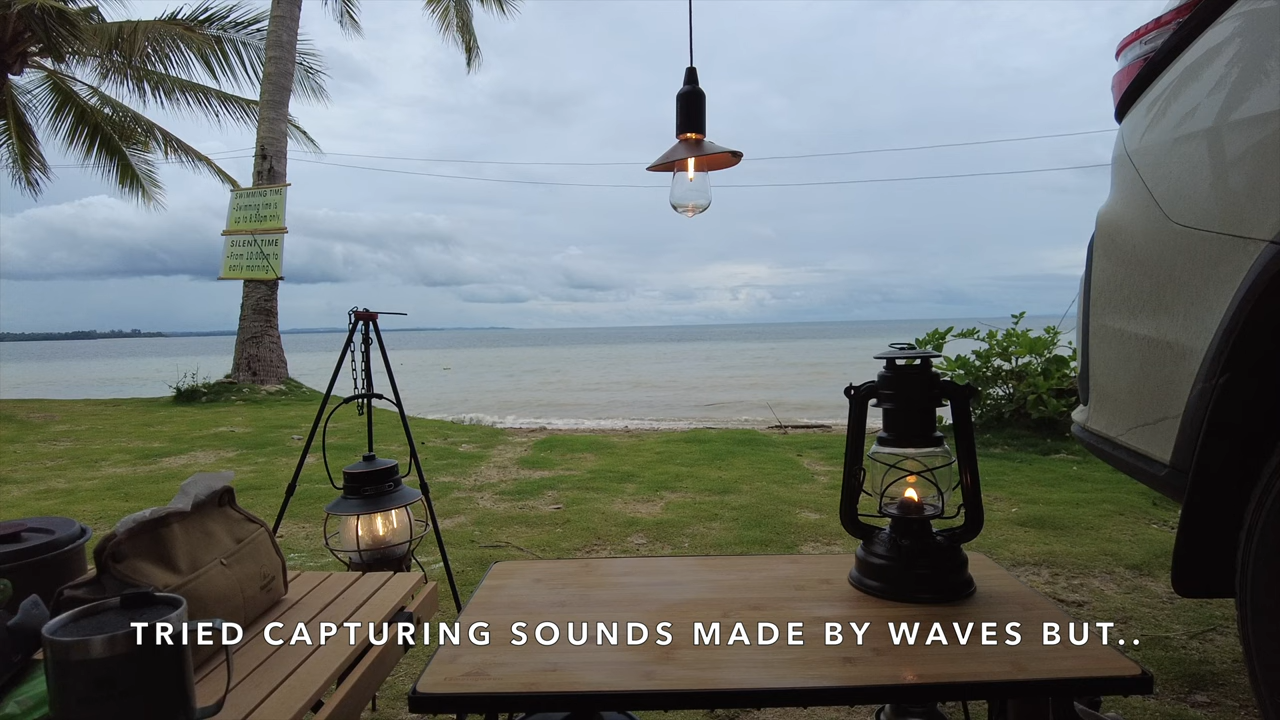 SWIMMING TIME
-Swimming time is
up to 8:30pm only
SILENT TIME
-From 10:00pm to
early morning
TRIED CAPTURING SOUNDS MADE BY WAVES BUT..